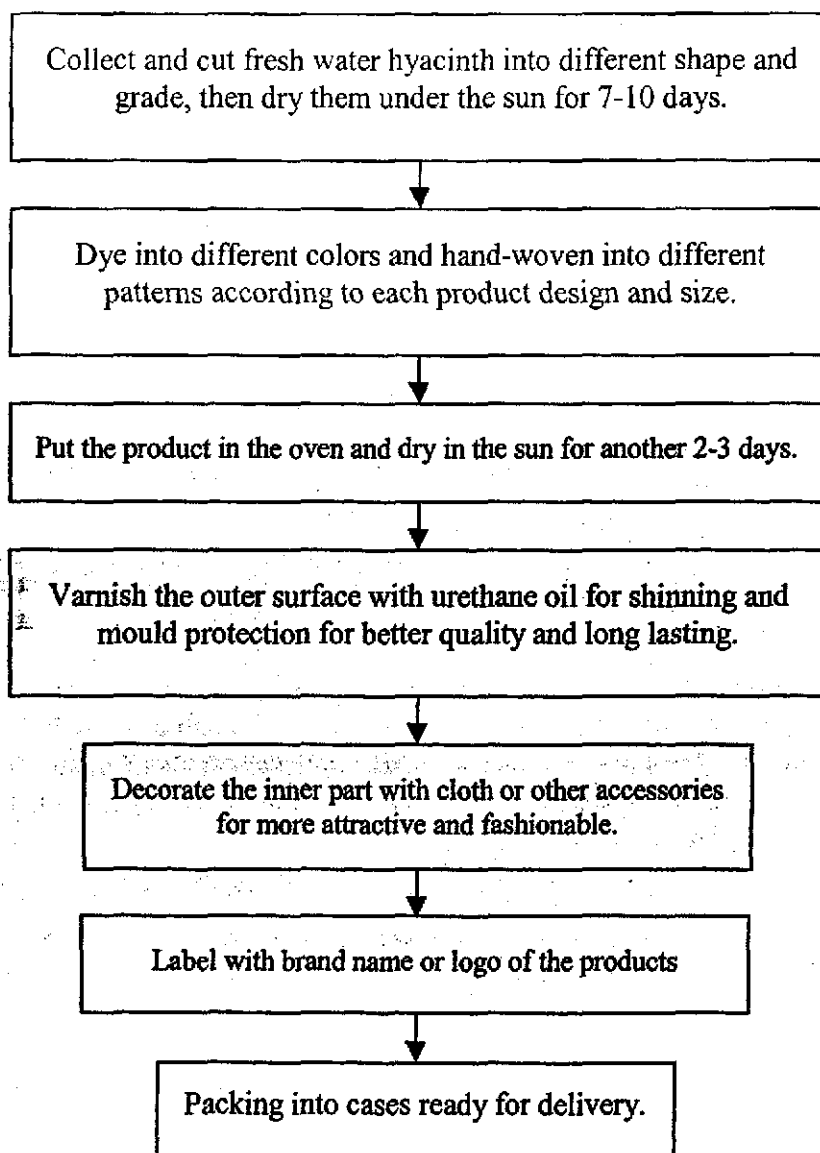 Collect and cut fresh water hyacinth into different shape and
grade, then dry them under the sun for 7-10 days.
Dye into different colors and hand-woven into different
patterns according to each product design and size.
Put the product in the oven and dry in the sun for another 2-3 days.
Varnish the outer surface with urethane oil for shinning and
mould protection for better quality and long lasting.
Decorate the inner part with cloth or other accessories
for more attractive and fashionable.
Label with brand name or logo of the products
Packing into cases ready for delivery.